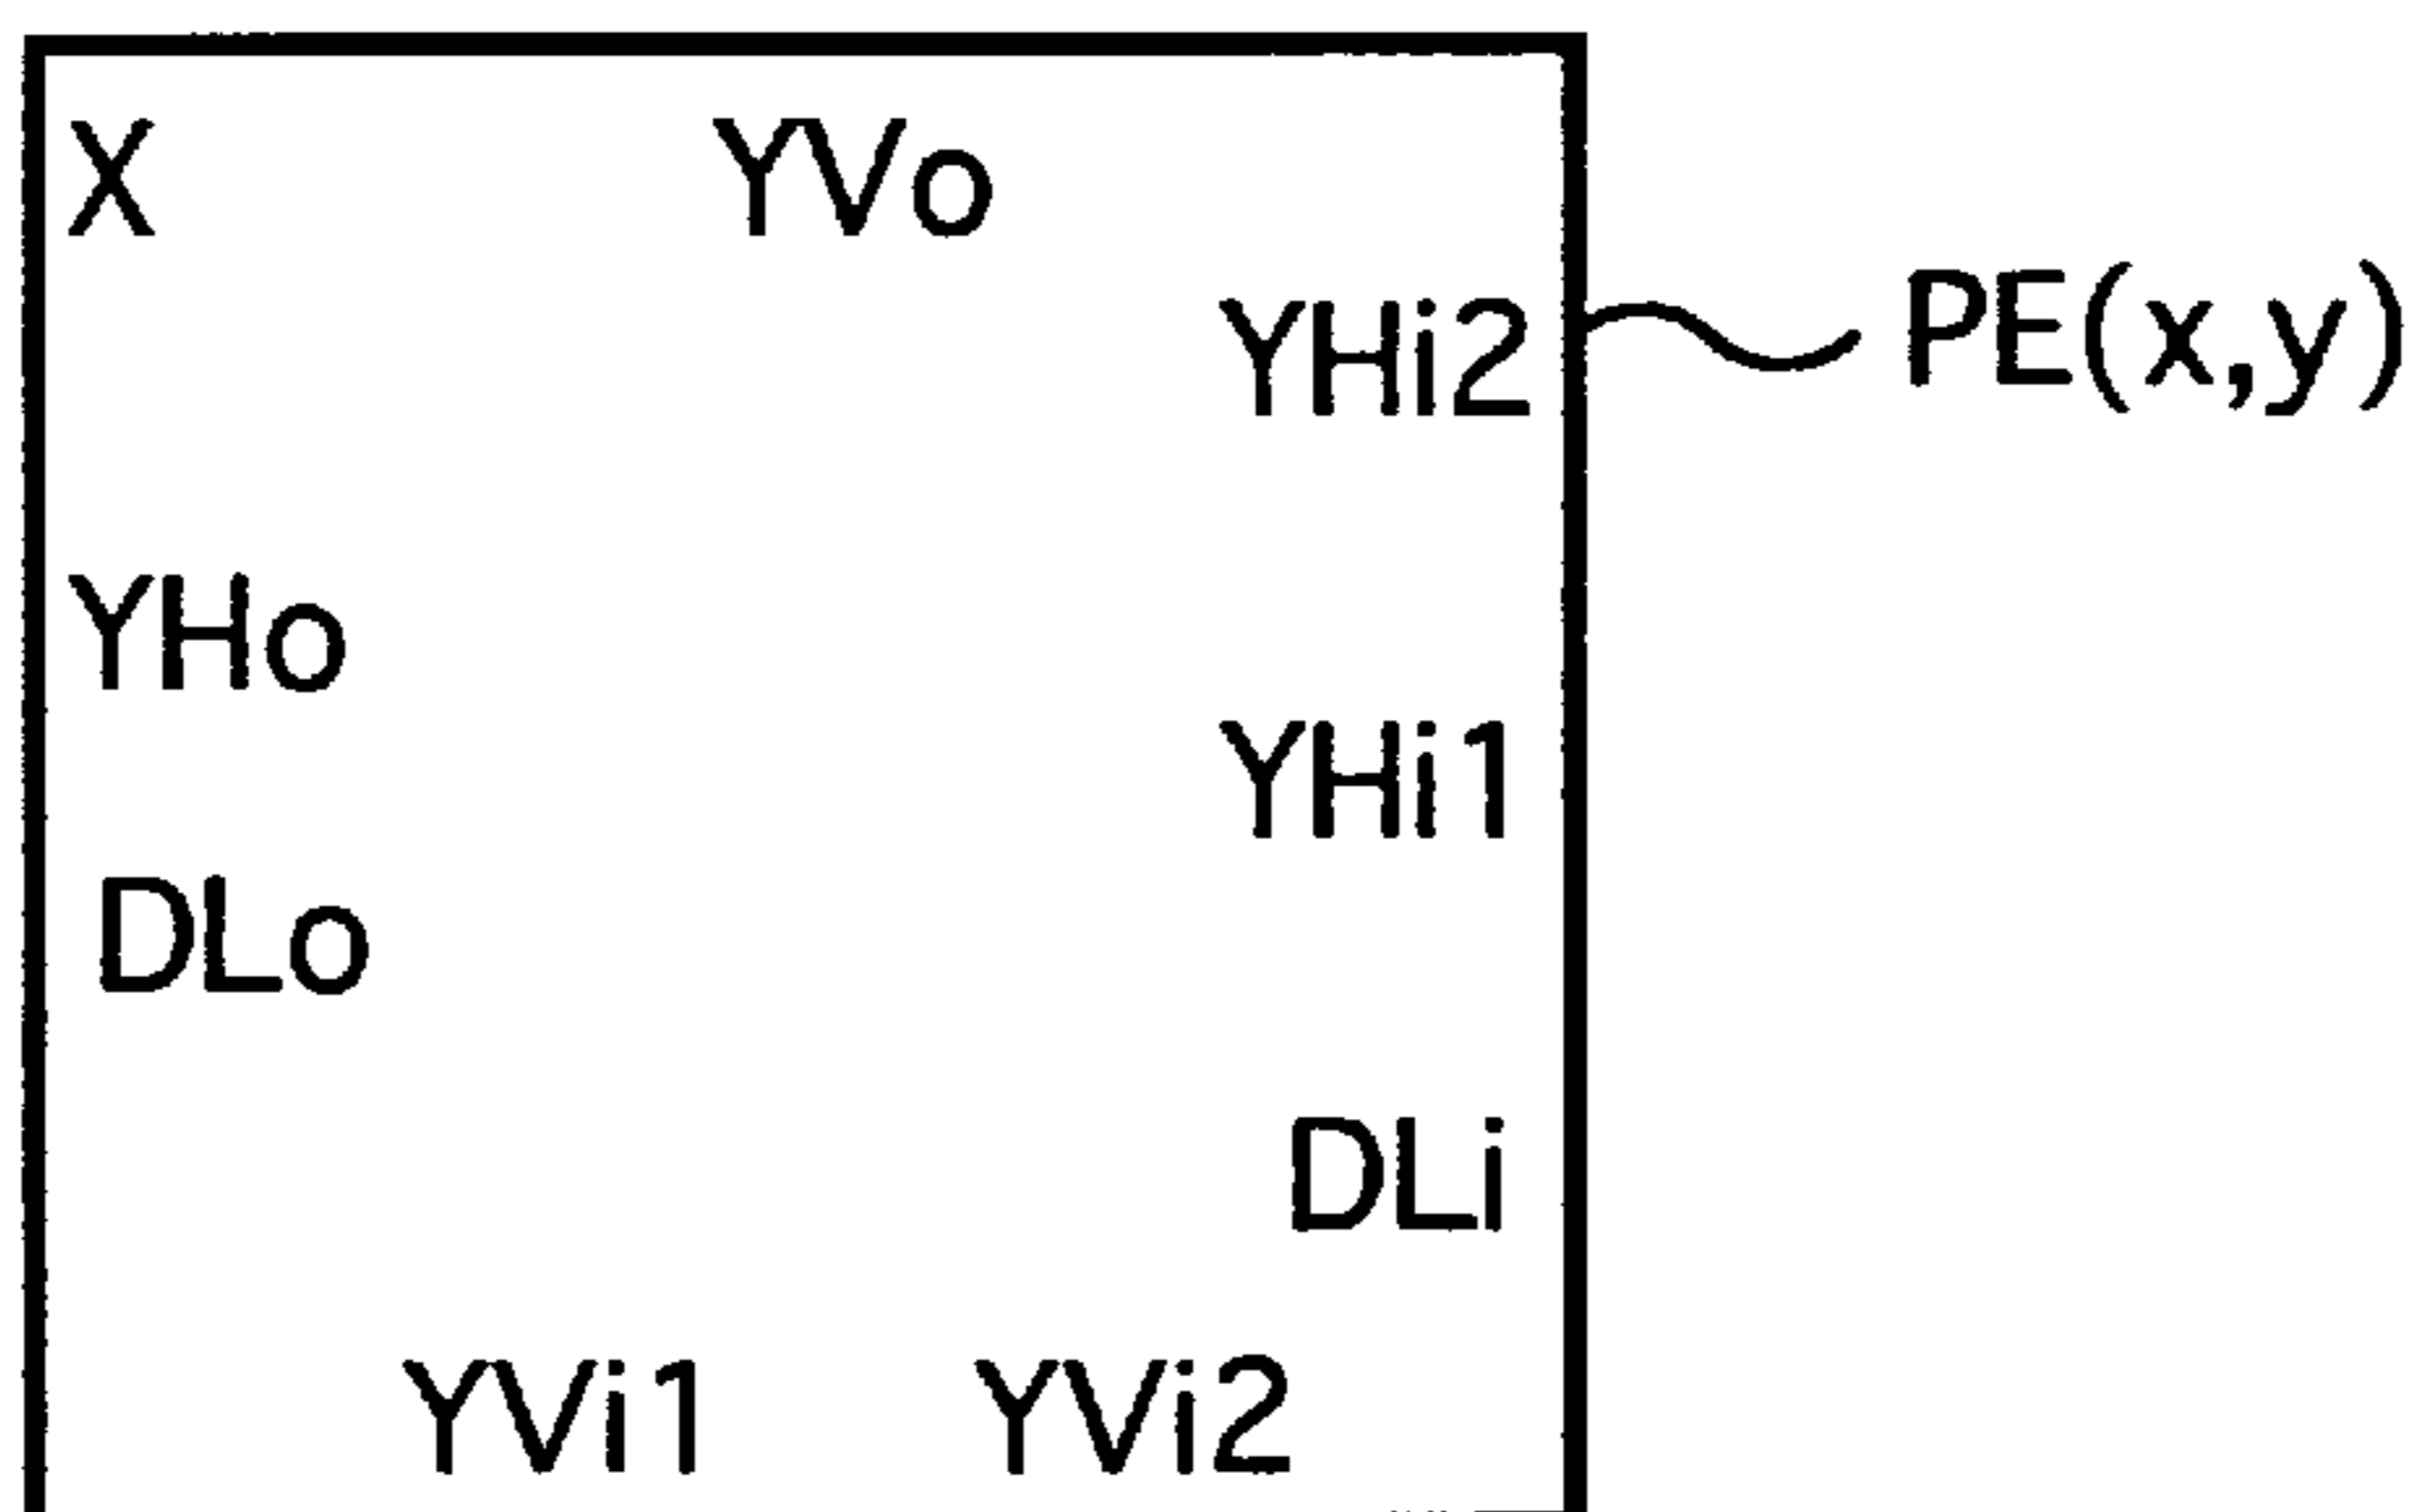 X YVo
YHi2 PE(x,y)
YHo
YHi1
DLo
DLi
YVi1 YVi2